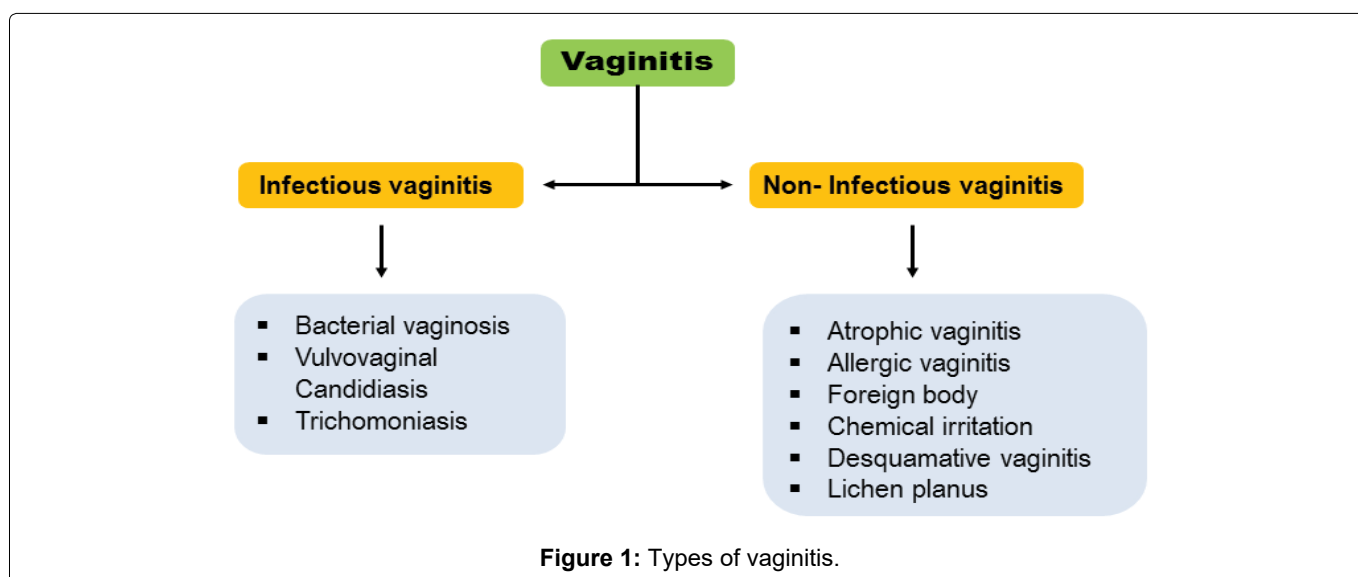 Vaginitis
Infectious vaginitis
Non- Infectious vaginitis
▪ Bacterial vaginosis
▪ Vulvovaginal
Candidiasis
▪ Trichomoniasis
▪ Atrophic vaginitis
▪ Allergic vaginitis
▪ Foreign body
▪ Chemical irritation
▪ Desquamative vaginitis
▪ Lichen planus
Figure 1: Types of vaginitis.